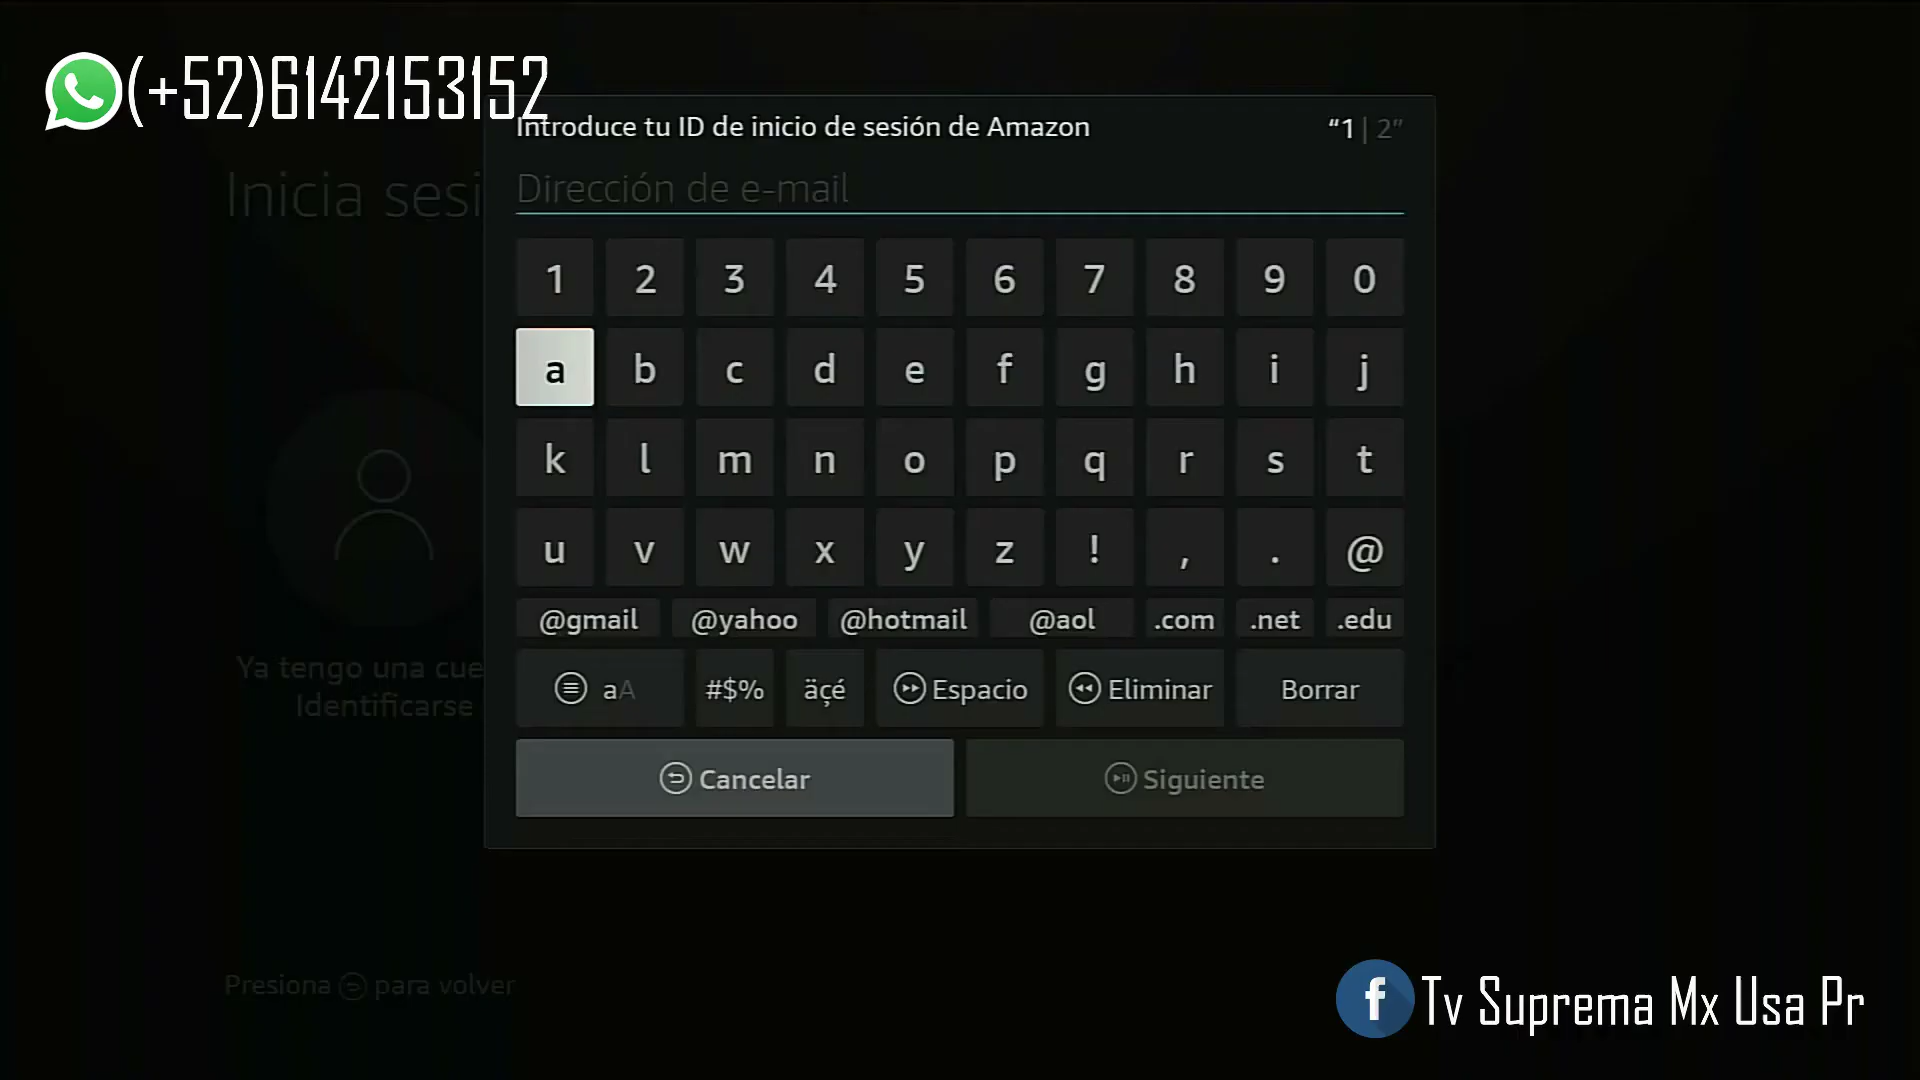 (+52)6142153152
Introduce tu ID de inicio de sesión de Amazon
“1 | 2”
Inicia sesi
Dirección de e-mail
1 2 3 4 5 6 7 8 9 0
a b c d e f g h i j
k l m n o p q r s t
u v w x y z ! , . @
@gmail @yahoo @hotmail @aol .com .net .edu
Ya tengo una cue
Identificarse
aA #$% äçé Espacio Eliminar Borrar
Cancelar Siguiente
Presiona para volver
f Tv Suprema Mx Usa Pr